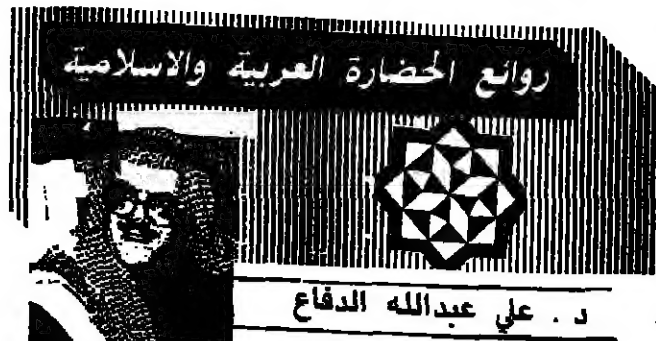 روائع الحضارة العربية والاسلامية
د . علي عبدالله الدفاع